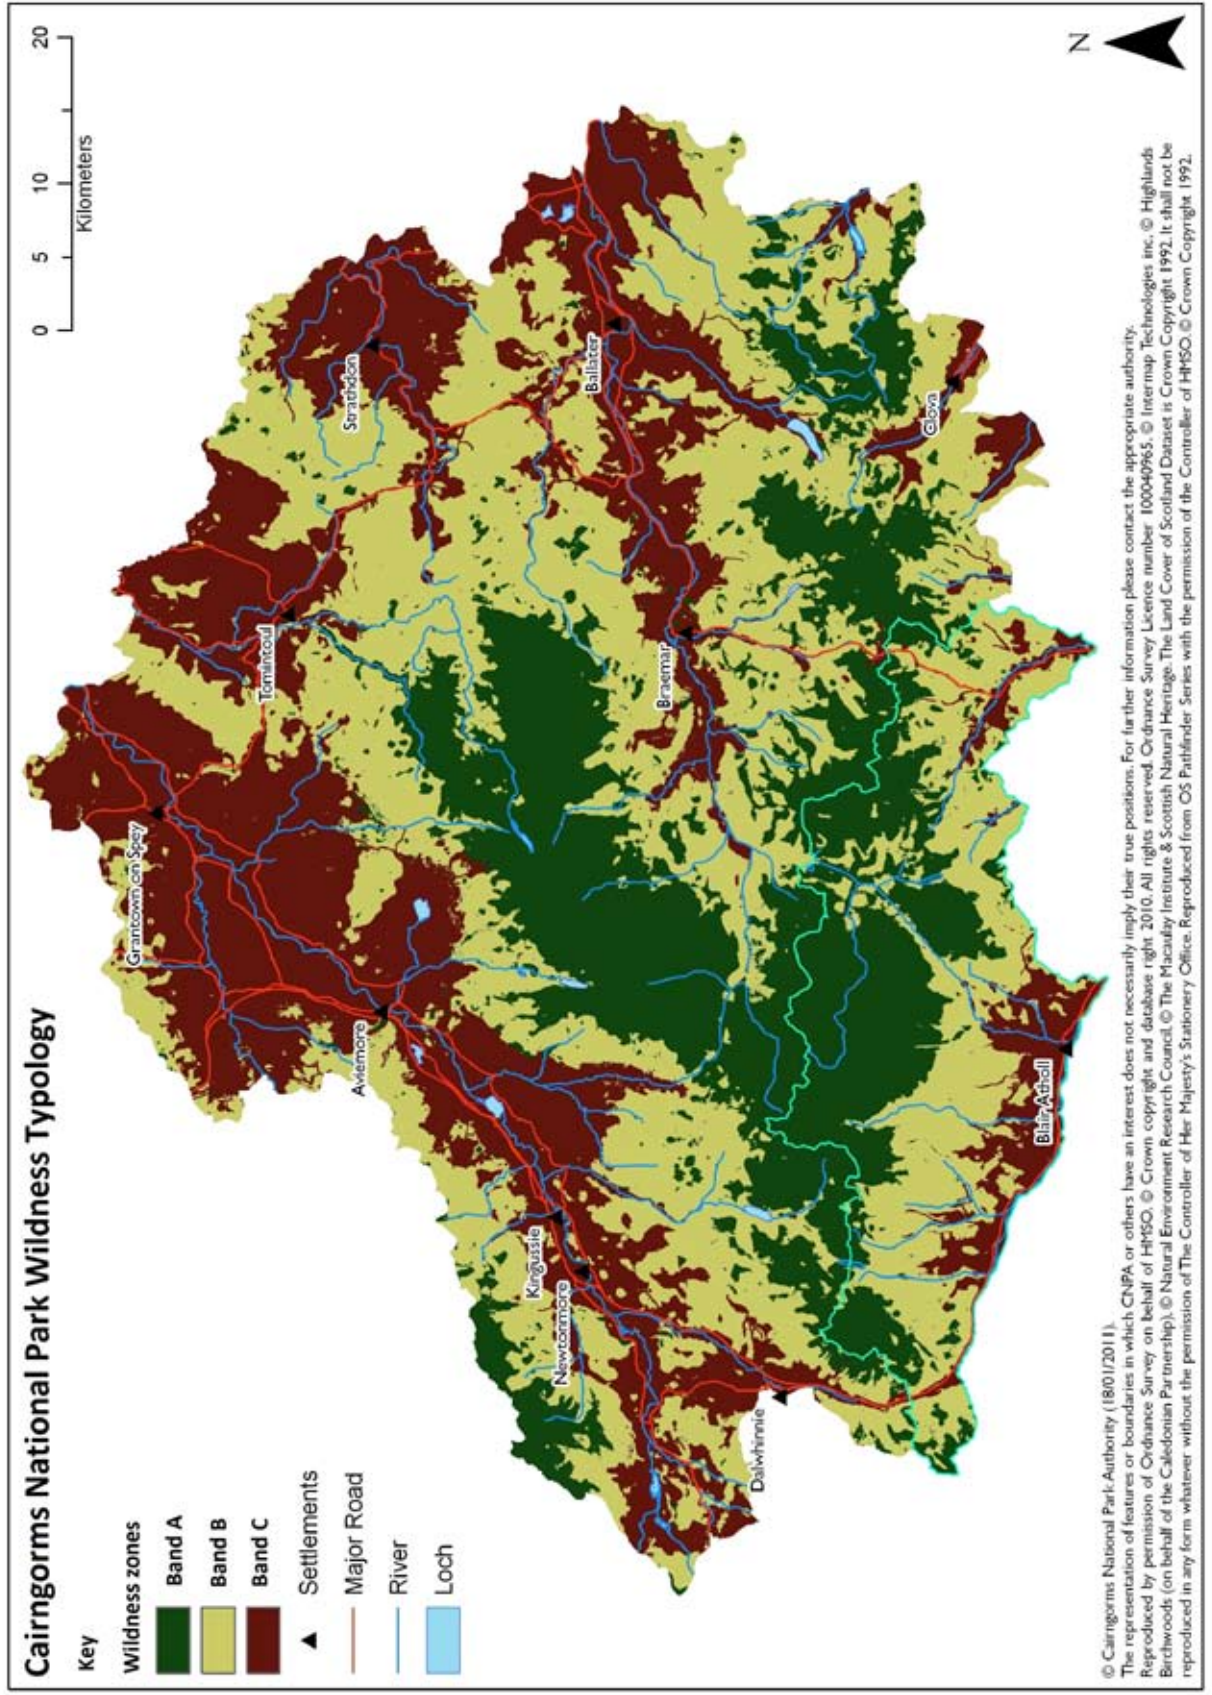 Cairngorms National Park Wildness Typology
Key
Wildness zones
Band A
Band B
Band C
Settlements
Major Road
River
Loch
0 5 10 20
Kilometers
N
Grantown on Spey
Tomintoul
Strathdon
Aviemore
Ballater
Braemar
Kingussie
Newtonmore
Clova
Dalwhinnie
Blair Atholl
© Cairngorms National Park Authority (18/01/2011).
The representation of features or boundaries in which CNPA or others have an interest does not necessarily imply their true positions. For further information please contact the appropriate authority.
Reproduced by permission of Ordnance Survey on behalf of HMSO. © Crown copyright and database right 2010. All rights reserved. Ordnance Survey Licence number 100040965. © Intermap Technologies inc. © Highlands
Birchwoods (on behalf of the Caledonian Partnership). © Natural Environment Research Council. © The Macaulay Institute & Scottish Natural Heritage. The Land Cover of Scotland Dataset is Crown Copyright 1992. It shall not be
reproduced in any form whatever without the permission of The Controller of Her Majesty's Stationery Office. Reproduced from OS Pathfinder Series with the permission of the Controller of HMSO. © Crown Copyright 1992.